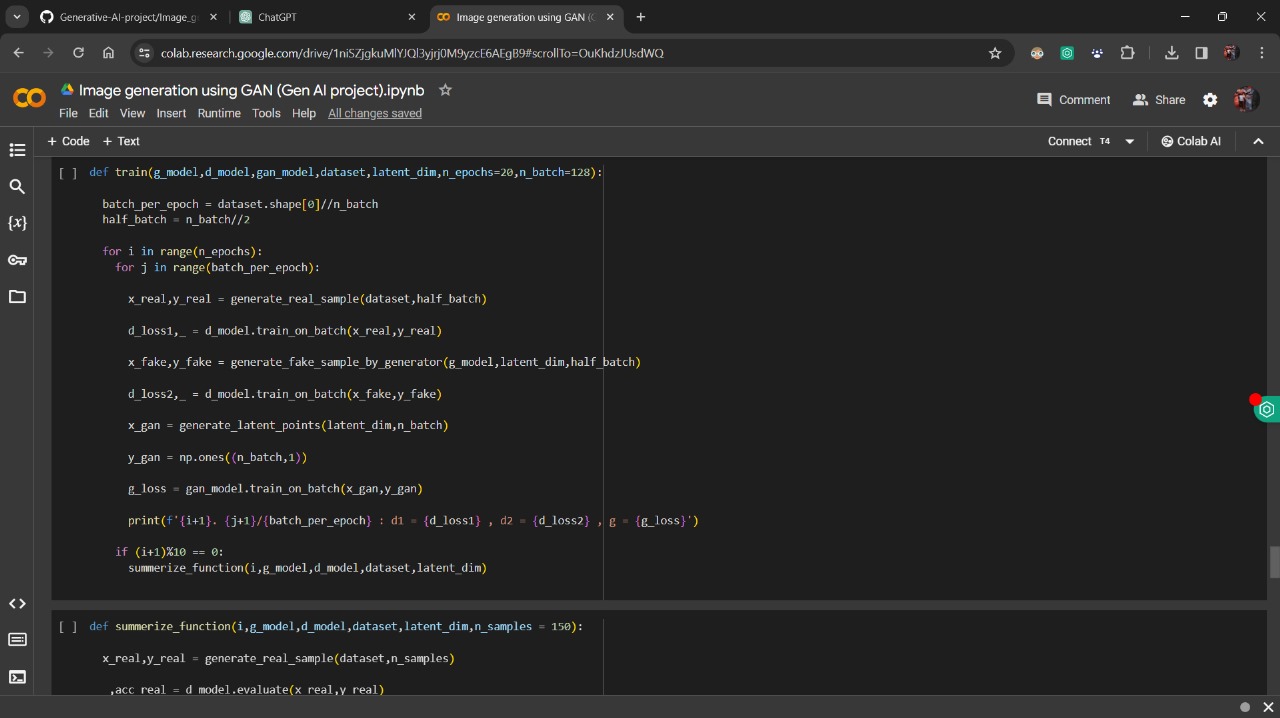 Generative-AI-project/Image_g
ChatGPT
Image generation using GAN (
colab.research.google.com/drive/1niSZjgkuMlYJQl3yjrj0M9yzcE6AEgB9#scrollTo=OuKhdzJUsdWQ
Image generation using GAN (Gen AI project).ipynb
File Edit View Insert Runtime Tools Help All changes saved
Comment Share
+ Code + Text
Connect T4 Colab AI
[ ] def train(g_model,d_model,gan_model,dataset,latent_dim,n_epochs=20,n_batch=128):
batch_per_epoch = dataset.shape[0]//n_batch
half_batch = n_batch//2
for i in range(n_epochs):
for j in range(batch_per_epoch):
x_real,y_real = generate_real_sample(dataset,half_batch)
d_loss1,_ = d_model.train_on_batch(x_real,y_real)
x_fake,y_fake = generate_fake_sample_by_generator(g_model,latent_dim,half_batch)
d_loss2,_ = d_model.train_on_batch(x_fake,y_fake)
x_gan = generate_latent_points(latent_dim,n_batch)
y_gan = np.ones((n_batch,1))
g_loss = gan_model.train_on_batch(x_gan,y_gan)
print(f'{i+1}. {j+1}/{batch_per_epoch} : d1 = {d_loss1} , d2 = {d_loss2} , g = {g_loss}')
if (i+1)%10 == 0:
summerize_function(i,g_model,d_model,dataset,latent_dim)
[ ] def summerize_function(i,g_model,d_model,dataset,latent_dim,n_samples = 150):
x_real,y_real = generate_real_sample(dataset,n_samples)
,acc_real = d_model.evaluate(x_real,y_real)